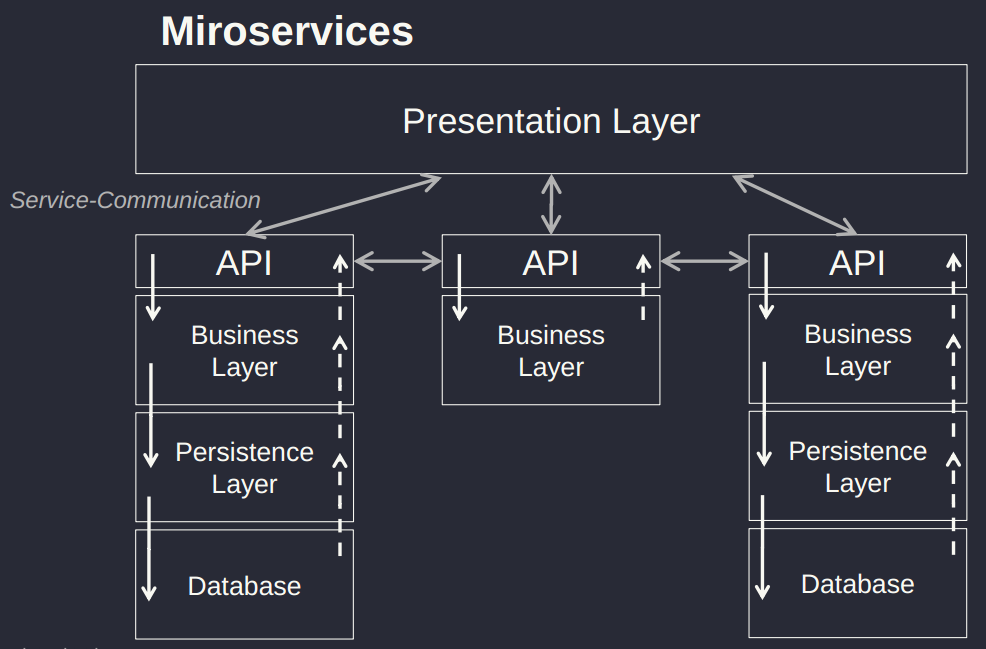 Miroservices
Presentation Layer
Service-Communication
API
API
API
Business
Layer
Business
Layer
Business
Layer
Persistence
Layer
Persistence
Layer
Database
Database